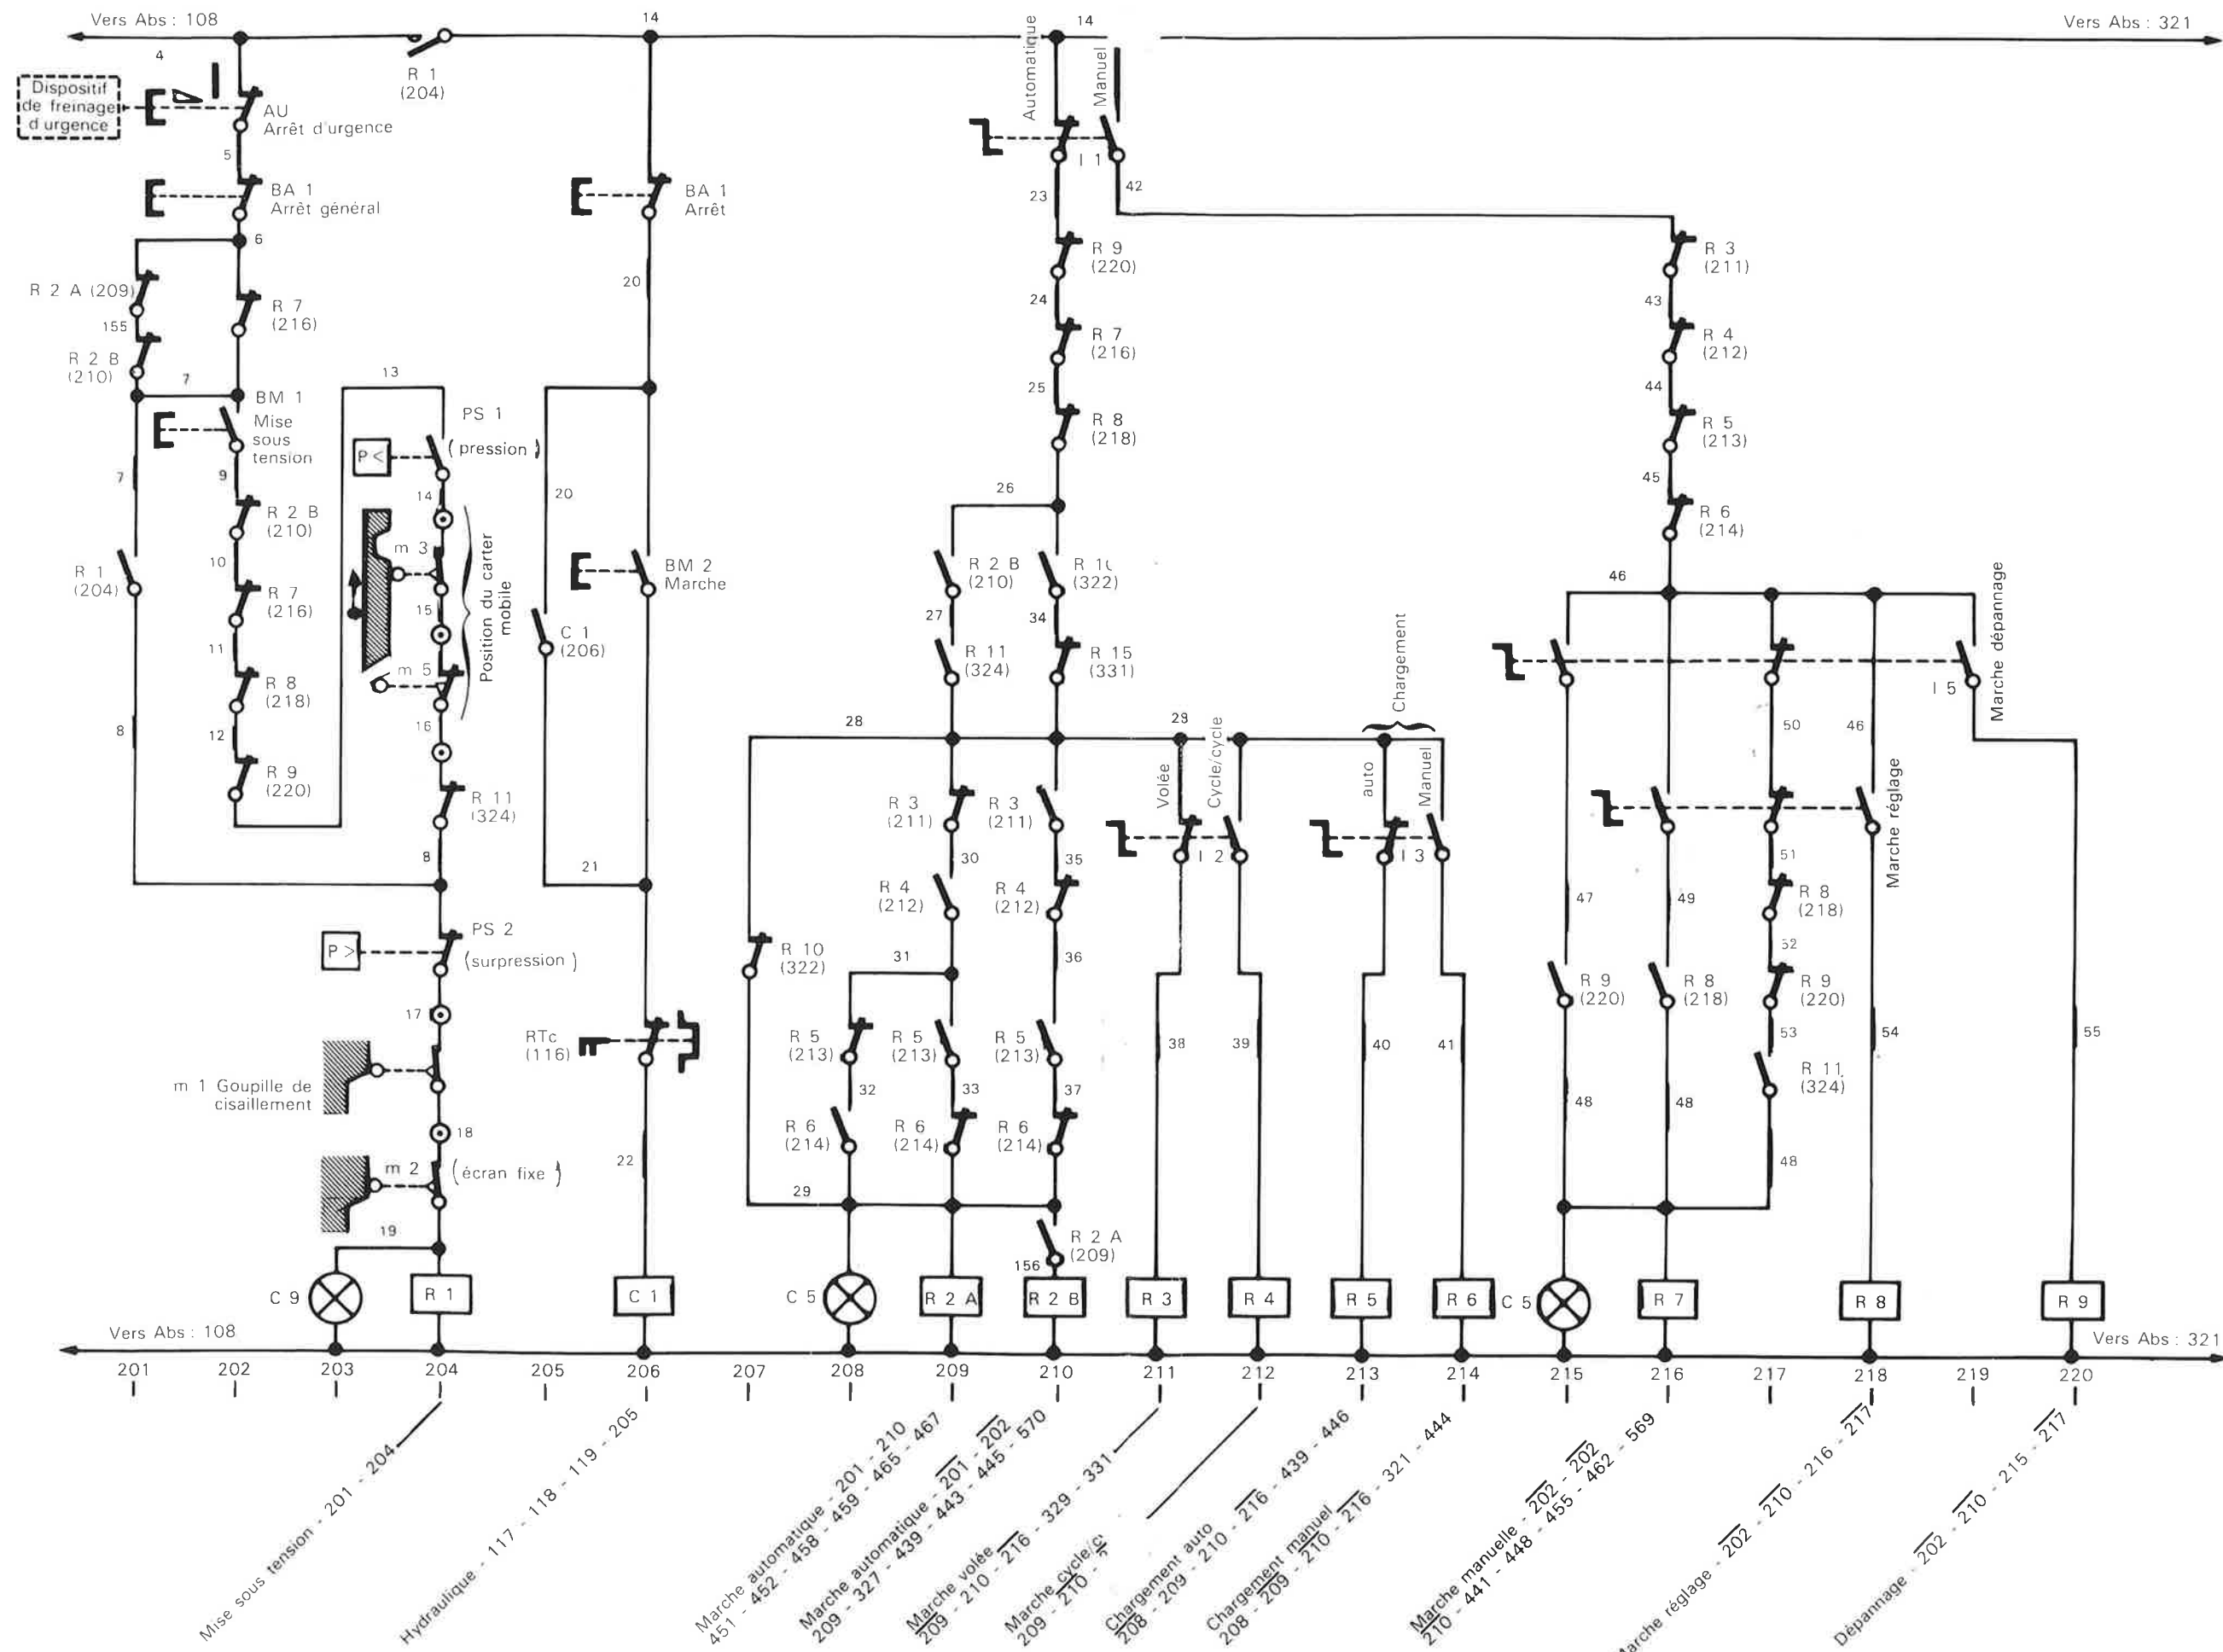 Vers Abs : 108
14
14
Vers Abs : 321
4
R 1
(204)
Dispositif
de freinage
d urgence
AU
Arrêt d'urgence
5
BA 1
Arrêt général
6
R 2 A (209)
155
R 2 B
(210)
7
R 7
(216)
BM 1
Mise
sous
tension
7
9
R 2 B
(210)
10
R 7
(216)
11
R 8
(218)
12
R 9
(220)
R 1
(204)
8
13
PS 1
(pression)
P <
14
m 3
15
m 5
16
Position du carter
mobile
R 11
(324)
8
PS 2
(surpression)
P >
17
m 1 Goupille de
cisaillement
18
m 2
(écran fixe)
19
C 9
R 1
BA 1
Arrêt
20
20
BM 2
Marche
C 1
(206)
21
RTc
(116)
22
C 1
Automatique
Manuel
I 1
23
42
R 9
(220)
24
R 7
(216)
25
R 8
(218)
26
R 2 B
(210)
(322)
27
34
R 11
(324)
R 15
(331)
28
R 3
(211)
R 3
(211)
30
35
R 4
(212)
R 4
(212)
R 10
(322)
31
36
R 5
(213)
R 5
(213)
R 5
(213)
32
33
37
R 6
(214)
R 6
(214)
R 6
(214)
29
R 2 A
(209)
156
C 5
R 2 A
R 2 B
Volée
Cycle/cycle
I 2
38
39
R 3
R 4
Chargement
auto
Manuel
I 3
40
41
R 5
R 6
R 3
(211)
43
R 4
(212)
44
R 5
(213)
45
R 6
(214)
46
I 5
Marche dépannage
50
46
Marche réglage
51
47
49
R 8
(218)
52
R 9
(220)
R 8
(218)
R 9
(220)
53
54
55
R 11
(324)
48
48
48
C 5
R 7
R 8
R 9
Vers Abs : 108
Vers Abs : 321
201
202
203
204
205
206
207
208
209
210
211
212
213
214
215
216
217
218
219
220
Mise sous tension - 201 - 204
Hydraulique - 117 - 118 - 119 - 205
Marche automatique - 201 - 210
451 - 452 - 458 - 459 - 465 - 467
Marche automatique - 201 - 202
209 - 327 - 439 - 443 - 445 - 570
Marche volée
209 - 210 - 216 - 329 - 331
Marche
209 - 210 -
Chargement auto
208 - 209 - 210 - 216 - 439 - 446
Chargement manuel
208 - 209 - 210 - 216 - 321 - 444
Marche manuelle - 202 - 202
210 - 441 - 448 - 455 - 462 - 569
Marche réglage - 202 - 210 - 216 - 217
Dépannage - 202 - 210 - 215 - 217